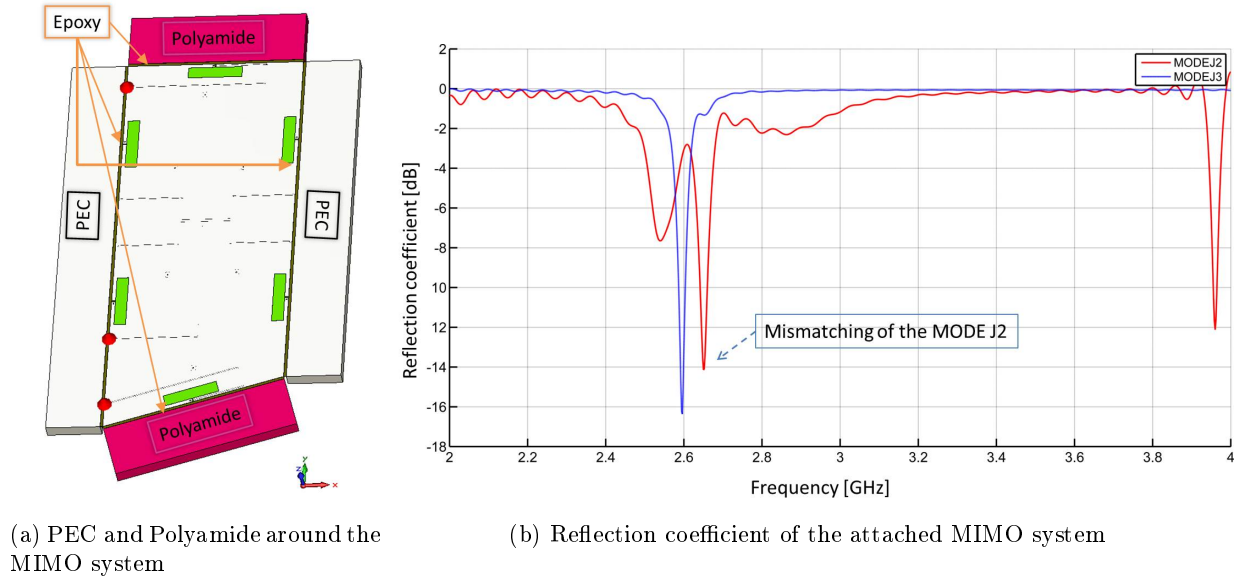 Epoxy
Polyamide
PEC
PEC
Polyamide
y
z
x
2
0
-2
-4
-6
-8
10
12
-14
-16
-18
Reflection coefficient [dB]
MODEJ2
MODEJ3
Mismatching of the MODE J2
2 2.2 2.4 2.6 2.8 3 3.2 3.4 3.6 3.8 4
Frequency [GHz]
(a) PEC and Polyamide around the
MIMO system
(b) Reflection coefficient of the attached MIMO system